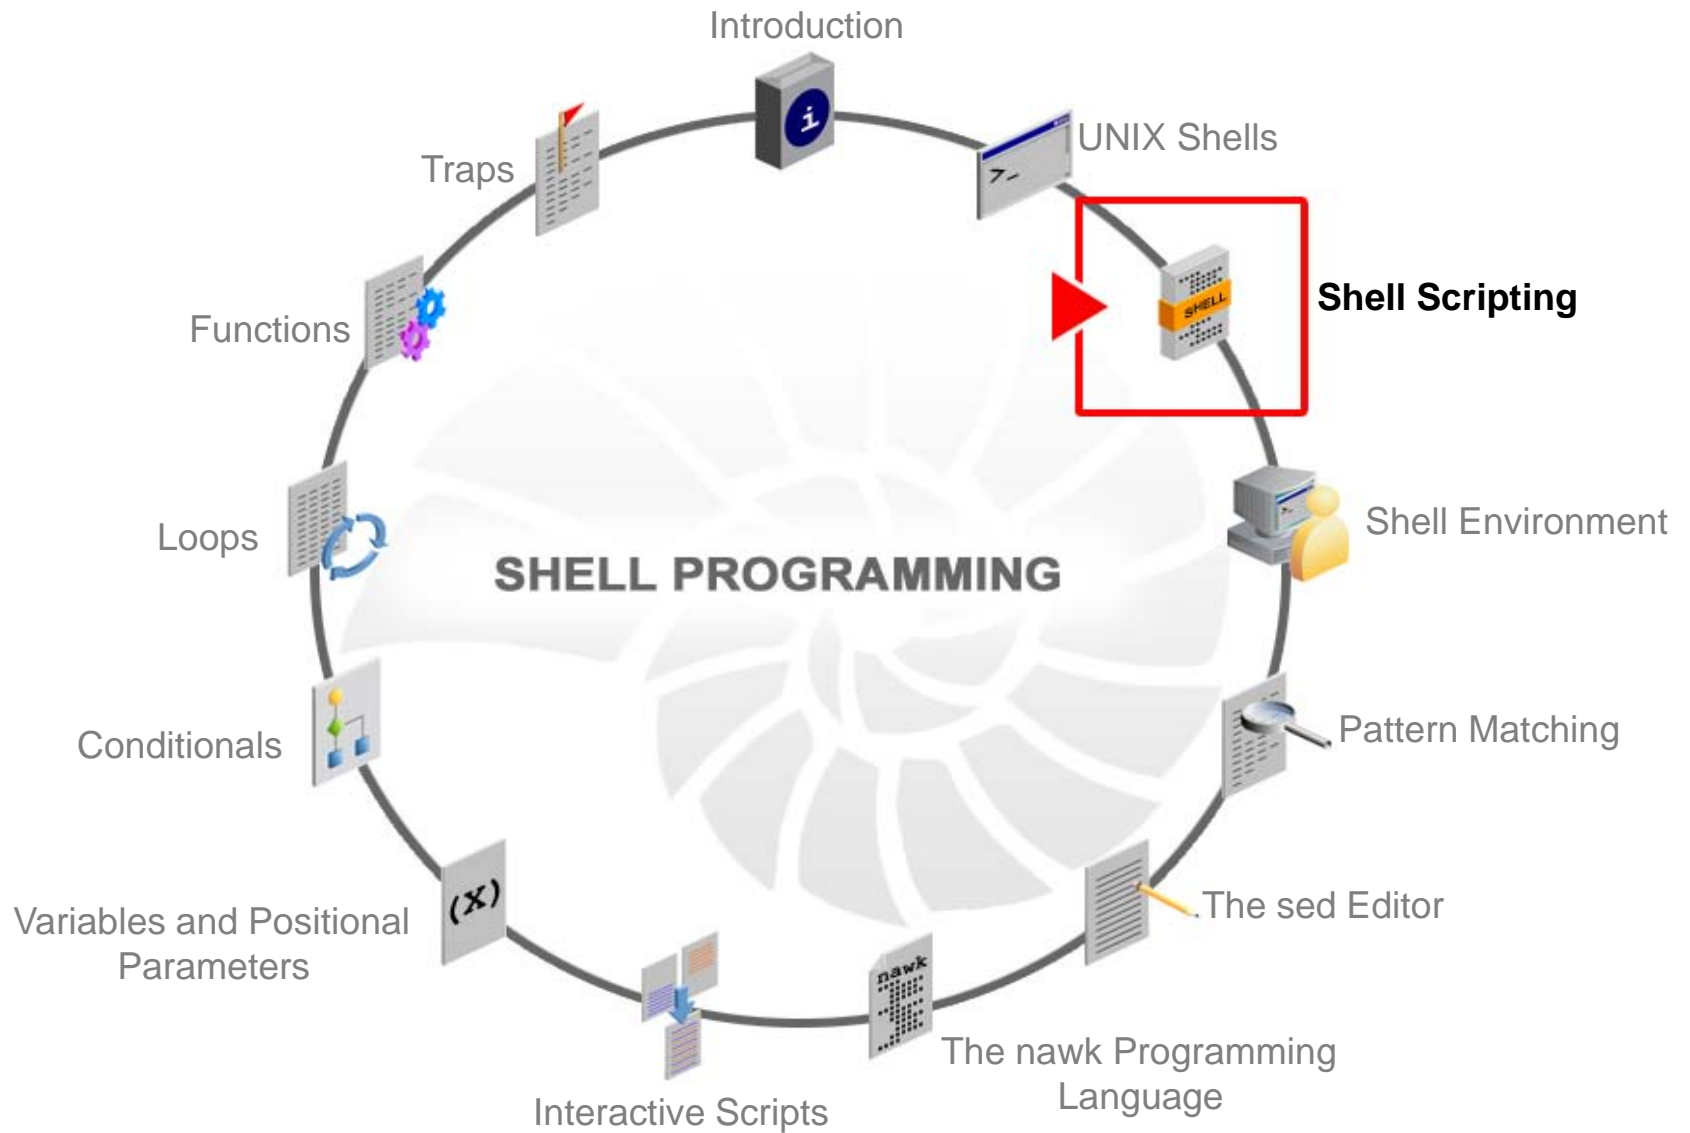 Introduction
UNIX Shells
Traps
i
>_
Shell Scripting
SHELL
Functions
Shell Environment
>_
Loops
SHELL PROGRAMMING
Pattern Matching
Conditionals
The sed Editor
(x)
Variables and Positional
Parameters
nawk
The nawk Programming
Language
Interactive Scripts